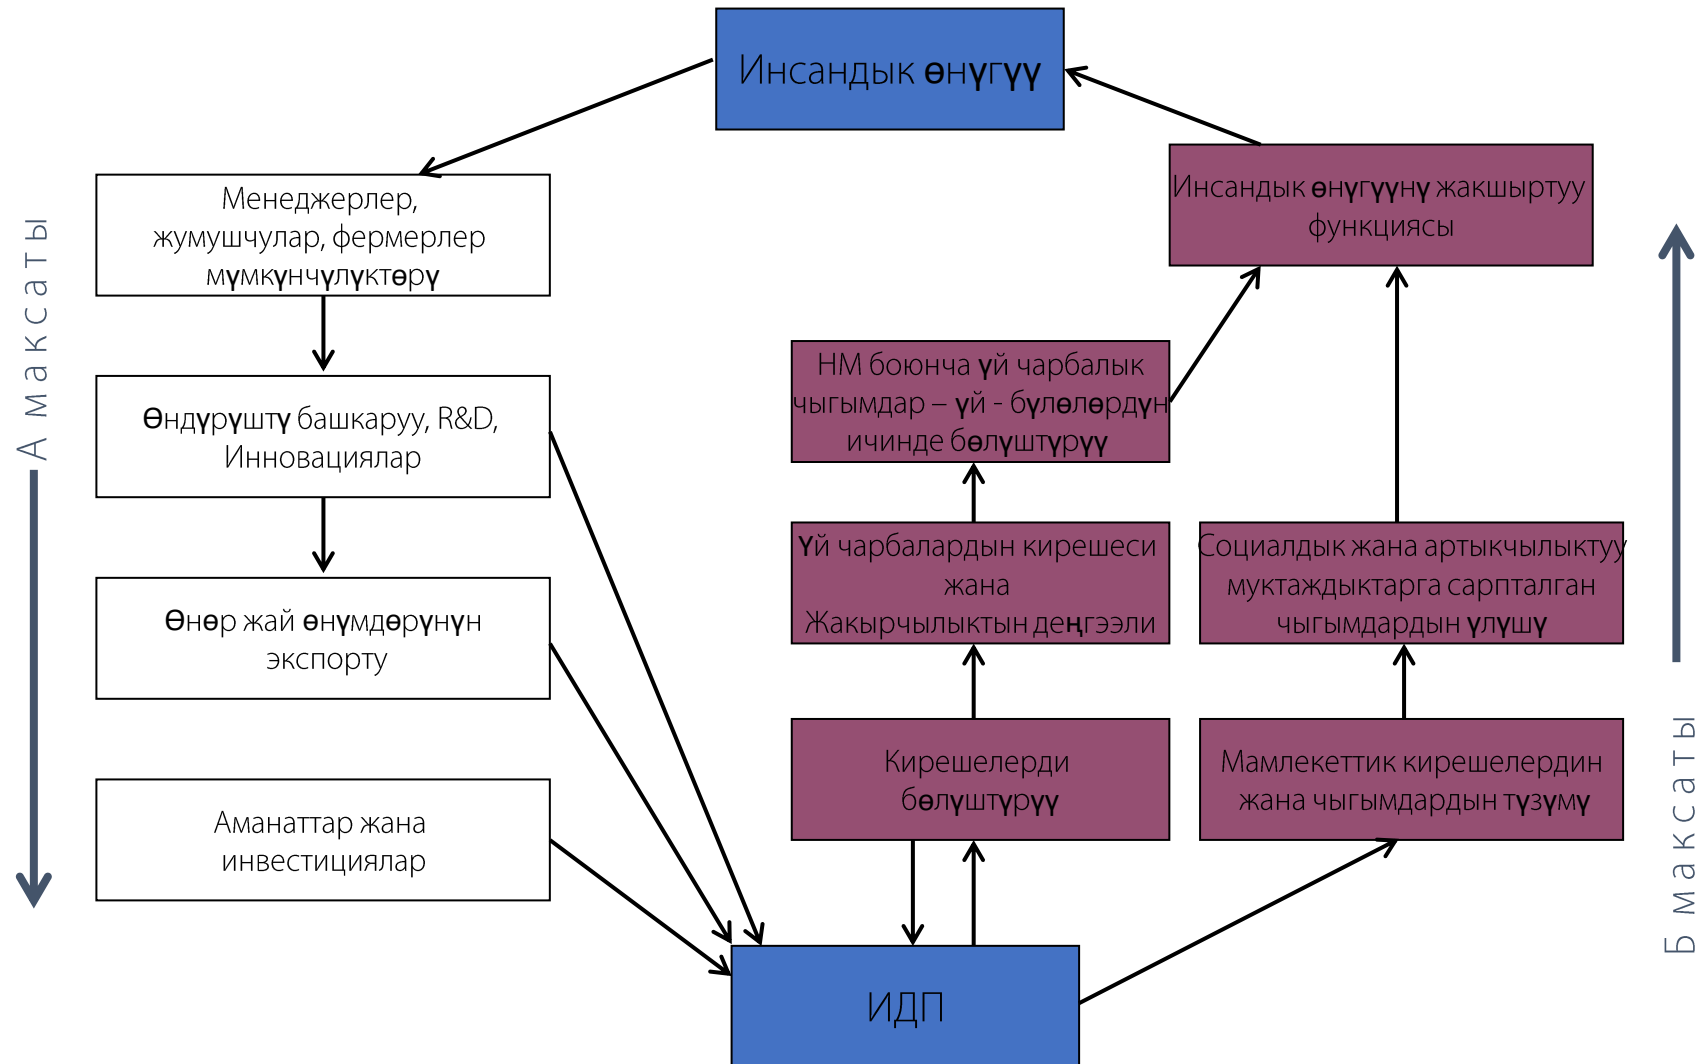 Инсандык өнүгүү
Менеджерлер,
жумушчулар, фермерлер
мүмкүнчүлүктөрү
Өндүрүштү башкаруу, R&D,
Инновациялар
Өнөр жай өнүмдөрүнүн
экспорту
Аманаттар жана
инвестициялар
А максаты
Инсандык өнүгүүнү жакшыртуу
функциясы
НМ боюнча үй чарбалык
чыгымдар – үй - бүлөлөрдүн
ичинде бөлүштүрүү
Үй чарбалардын кирешеси
жана
Жакырчылыктын деңгээли
Социалдык жана артыкчылыктуу
муктаждыктарга сарпталган
чыгымдардын үлүшү
Кирешелерди
бөлүштүрүү
Мамлекеттик кирешелердин
жана чыгымдардын түзүмү
Б максаты
ИДП